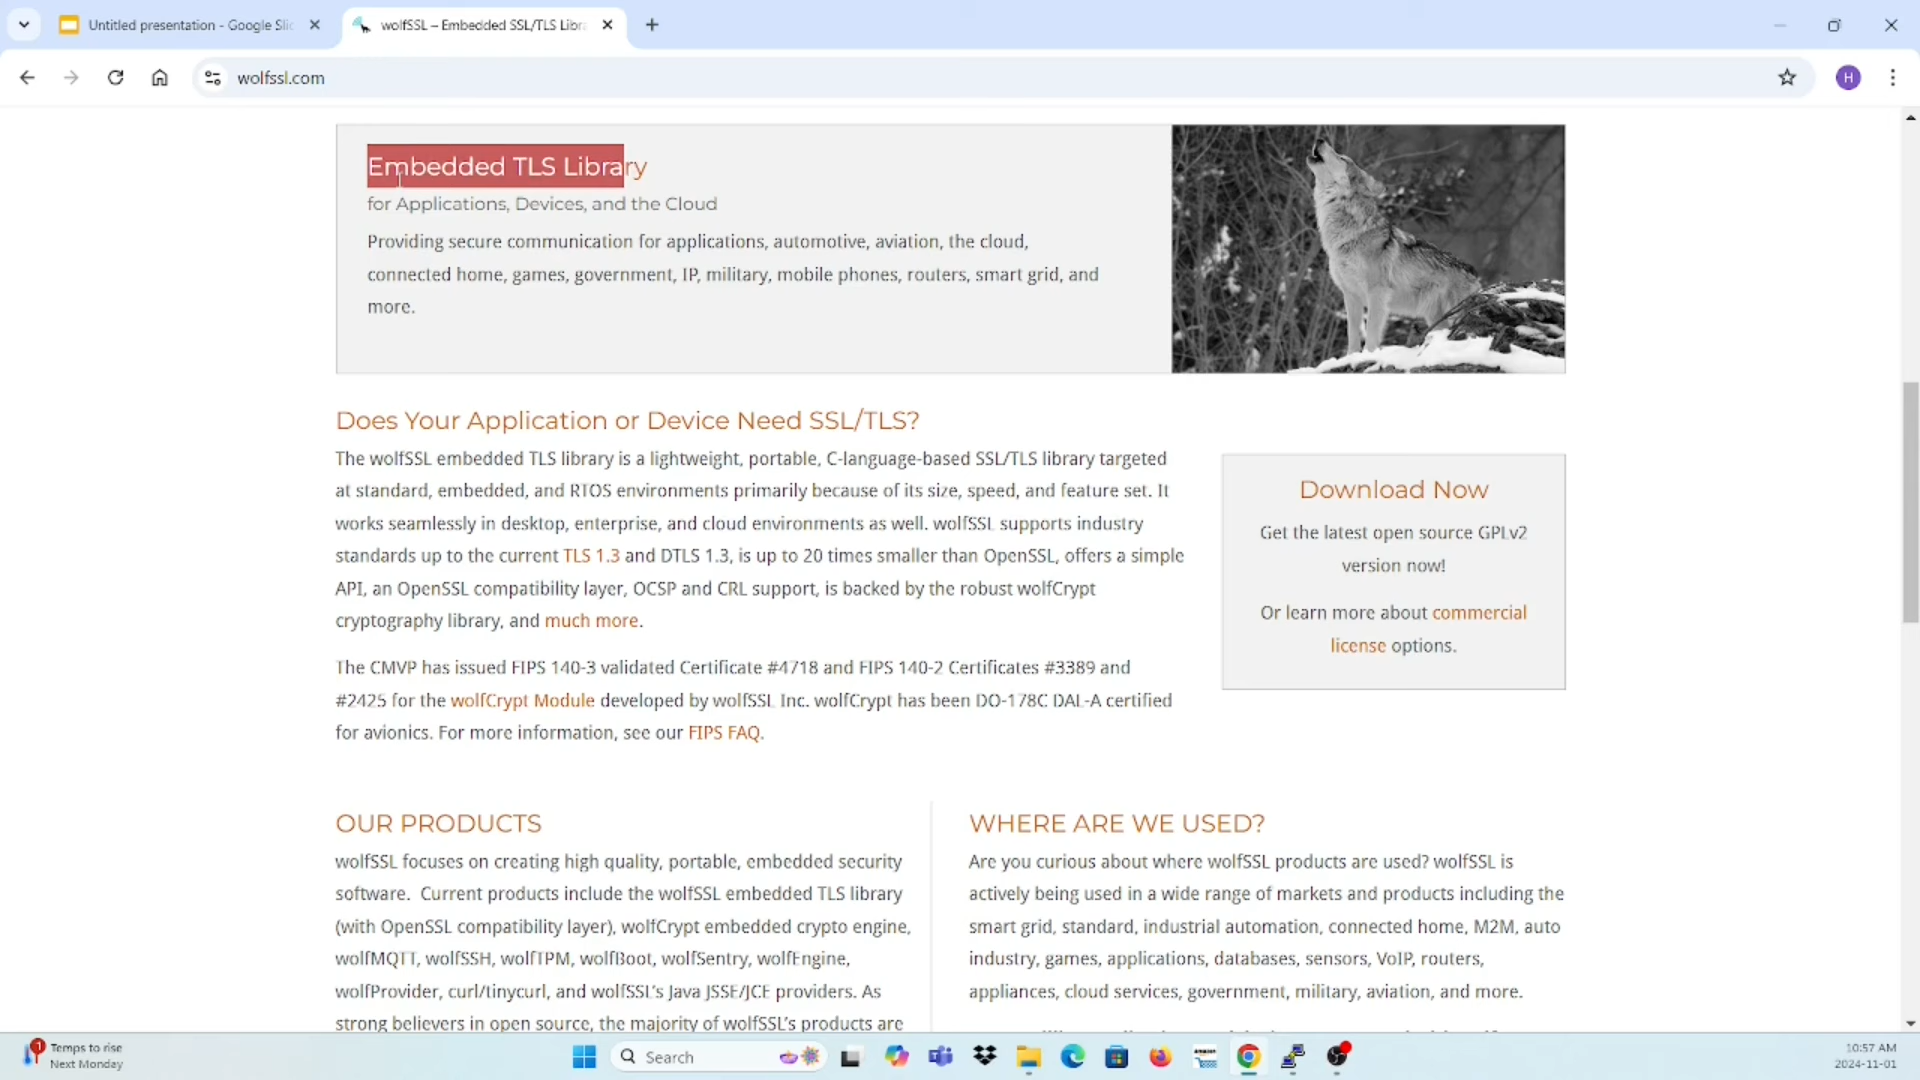 Untitled presentation - Google Slid
wolfSSL – Embedded SSL/TLS Libra
wolfssl.com
H
Embedded TLS Library
for Applications, Devices, and the Cloud
Providing secure communication for applications, automotive, aviation, the cloud,
connected home, games, government, IP, military, mobile phones, routers, smart grid, and
more.
Does Your Application or Device Need SSL/TLS?
The wolfSSL embedded TLS library is a lightweight, portable, C-language-based SSL/TLS library targeted
at standard, embedded, and RTOS environments primarily because of its size, speed, and feature set. It
works seamlessly in desktop, enterprise, and cloud environments as well. wolfSSL supports industry
standards up to the current TLS 1.3 and DTLS 1.3, is up to 20 times smaller than OpenSSL, offers a simple
API, an OpenSSL compatibility layer, OCSP and CRL support, is backed by the robust wolfCrypt
cryptography library, and much more.
The CMVP has issued FIPS 140-3 validated Certificate #4718 and FIPS 140-2 Certificates #3389 and
#2425 for the wolfCrypt Module developed by wolfSSL Inc. wolfCrypt has been DO-178C DAL-A certified
for avionics. For more information, see our FIPS FAQ.
Download Now
Get the latest open source GPLv2
version now!
Or learn more about commercial
license options.
OUR PRODUCTS
wolfSSL focuses on creating high quality, portable, embedded security
software. Current products include the wolfSSL embedded TLS library
(with OpenSSL compatibility layer), wolfCrypt embedded crypto engine,
wolfMQTT, wolfSSH, wolfTPM, wolfBoot, wolfSentry, wolfEngine,
wolfProvider, curl/tinycurl, and wolfSSL's Java JSSE/JCE providers. As
strong believers in open source, the majority of wolfSSL's products are
WHERE ARE WE USED?
Are you curious about where wolfSSL products are used? wolfSSL is
actively being used in a wide range of markets and products including the
smart grid, standard, industrial automation, connected home, M2M, auto
industry, games, applications, databases, sensors, VoIP, routers,
appliances, cloud services, government, military, aviation, and more.
1
Temps to rise
Next Monday
Search
amazon
10:57 AM
2024-11-01